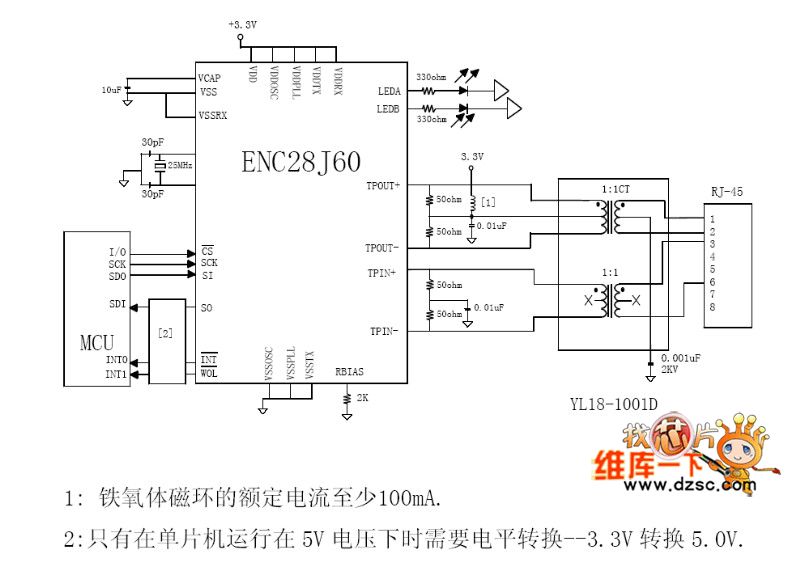 +3.3V
VDD
VDDOSC
VDDPLL
VDDTX
VDDRX
VCAP
VSS
10uF
VSSRX
LEDA
330ohm
LEDB
330ohm
30pF
25MHz
30pF
ENC28J60
3.3V
TPOUT+
50ohm
[1]
0.01uF
50ohm
TPOUT-
1:1CT
RJ-45
1
2
3
4
5
6
7
8
TPIN+
50ohm
0.01uF
50ohm
TPIN-
1:1
I/O
SCK
SDO
CS
SCK
SI
SDI
SO
[2]
MCU
INT0
INT1
INT
WOL
VSSOSC
VSSPLL
VSSTX
RBIAS
2K
0.001uF
2KV
YL18-1001D
找芯片
维库一下
www.dzsc.com
1: 铁氧体磁环的额定电流至少100mA.
2:只有在单片机运行在 5V 电压下时需要电平转换--3.3V 转换 5.0V.